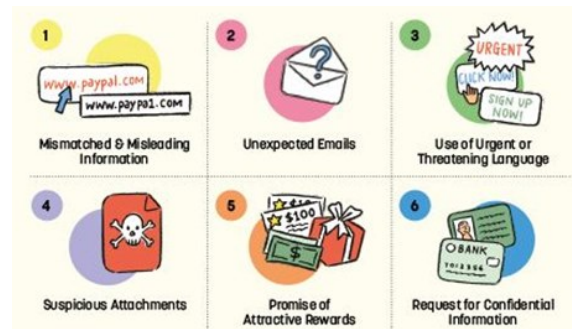 1
www.paypal.com
www.paypa1.com
Mismatched & Misleading
Information
2
?
Unexpected Emails
3
URGENT
CLICK NOW!
SIGN UP
NOW!
Use of Urgent or
Threatening Language
4
Suspicious Attachments
5
$100
$
Promise of
Attractive Rewards
6
BANK
Request for Confidential
Information